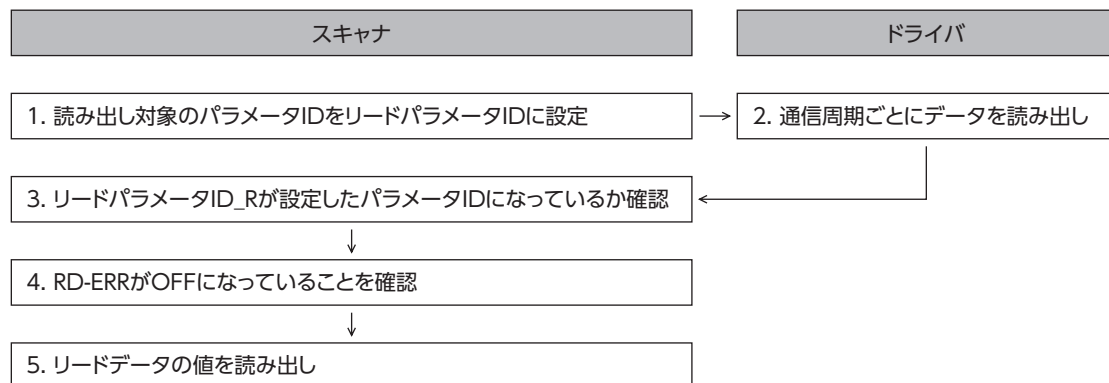 スキャナ
ドライバ
1. 読み出し対象のパラメータIDをリードパラメータIDに設定
2. 通信周期ごとにデータを読み出し
3. リードパラメータID_Rが設定したパラメータIDになっているか確認
4. RD-ERRがOFFになっていることを確認
5. リードデータの値を読み出し